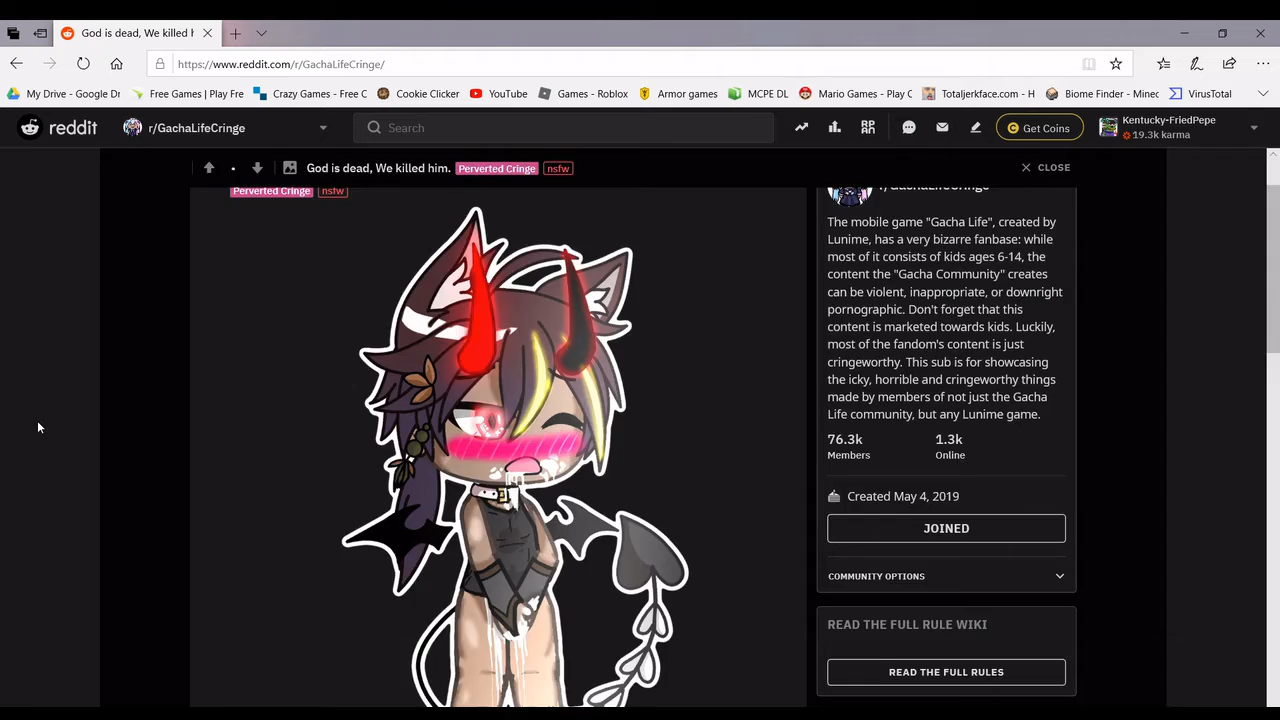 God is dead, We killed h
https://www.reddit.com/r/GachaLifeCringe/
My Drive - Google Dr
Free Games | Play Fre
Crazy Games - Free C
Cookie Clicker
YouTube
Games - Roblox
Armor games
MCPE DL
Mario Games - Play C
Totaljerkface.com - H
Biome Finder - Minec
VirusTotal
reddit
r/GachaLifeCringe
Search
Get Coins
Kentucky-FriedPepe
19.3k karma
God is dead, We killed him. Perverted Cringe nsfw
CLOSE
Perverted Cringe nsfw
r/GachaLifeCringe
The mobile game "Gacha Life", created by
Lunime, has a very bizarre fanbase: while
most of it consists of kids ages 6-14, the
content the "Gacha Community" creates
can be violent, inappropriate, or downright
pornographic. Don't forget that this
content is marketed towards kids. Luckily,
most of the fandom's content is just
cringeworthy. This sub is for showcasing
the icky, horrible and cringeworthy things
made by members of not just the Gacha
Life community, but any Lunime game.
76.3k 1.3k
Members Online
Created May 4, 2019
JOINED
COMMUNITY OPTIONS
READ THE FULL RULE WIKI
READ THE FULL RULES